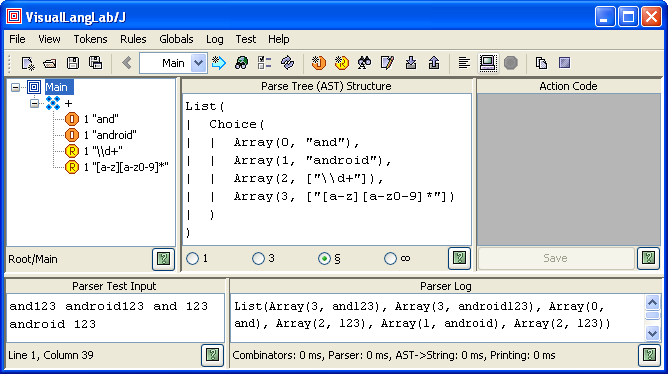 VisualLangLab/J
File View Tokens Rules Globals Log Test Help
Main
Main
+
1 "and"
1 "android"
R 1 "\\d+"
R 1 "[a-z][a-z0-9]*"
Root/Main
Parse Tree (AST) Structure
List(
| Choice(
| | Array(0, "and"),
| | Array(1, "android"),
| | Array(2, ["\\d+"]),
| | Array(3, ["[a-z][a-z0-9]*"])
| )
)
1 3 § ∞
Action Code
Save
Parser Test Input
and123 android123 and 123
android 123
Line 1, Column 39
Parser Log
List(Array(3, and123), Array(3, android123), Array(0,
and), Array(2, 123), Array(1, android), Array(2, 123))
Combinators: 0 ms, Parser: 0 ms, AST->String: 0 ms, Printing: 0 ms